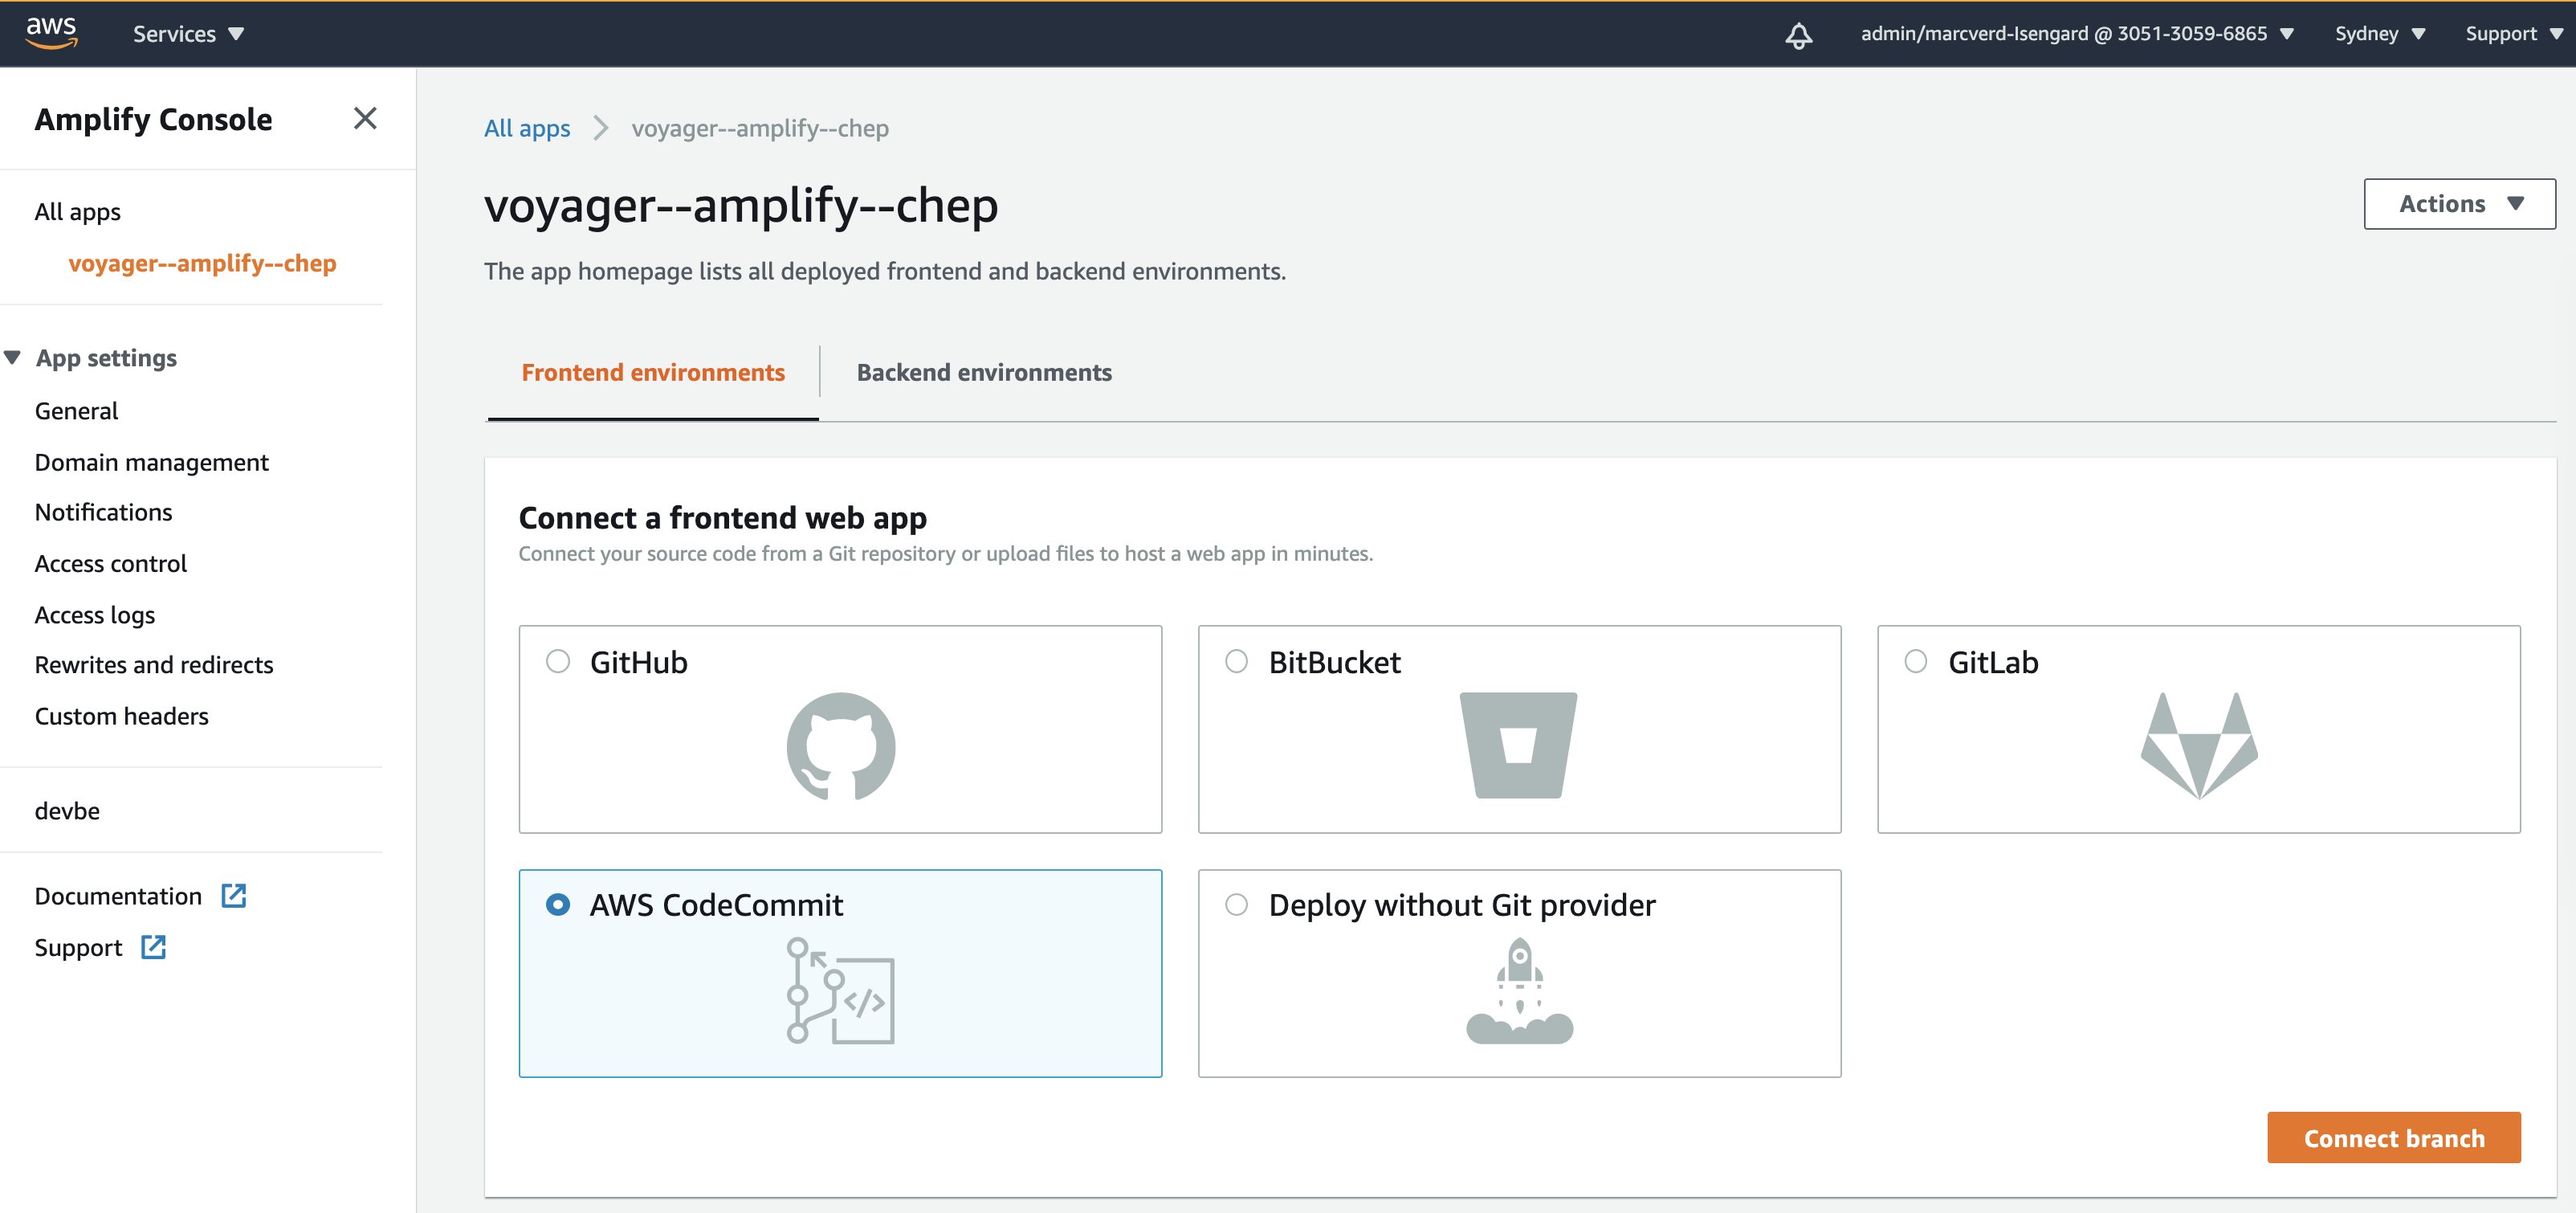 aws
Services
admin/marcverd-Isengard @ 3051-3059-6865
Sydney
Support
Amplify Console
All apps
voyager--amplify--chep
App settings
General
Domain management
Notifications
Access control
Access logs
Rewrites and redirects
Custom headers
devbe
Documentation
Support
All apps
voyager--amplify--chep
voyager--amplify--chep
Actions
The app homepage lists all deployed frontend and backend environments.
Frontend environments
Backend environments
Connect a frontend web app
Connect your source code from a Git repository or upload files to host a web app in minutes.
GitHub
BitBucket
GitLab
AWS CodeCommit
</>
Deploy without Git provider
Connect branch